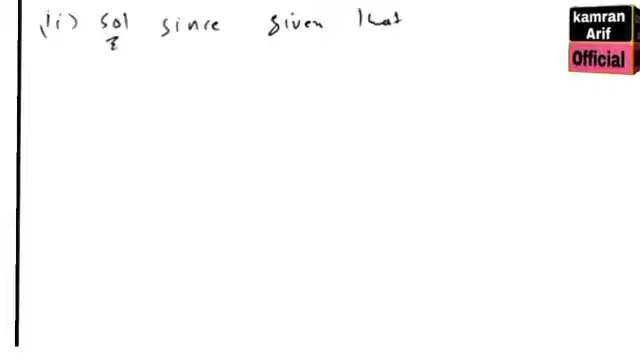 (ii) sol since given that
kamran
Arif
Official